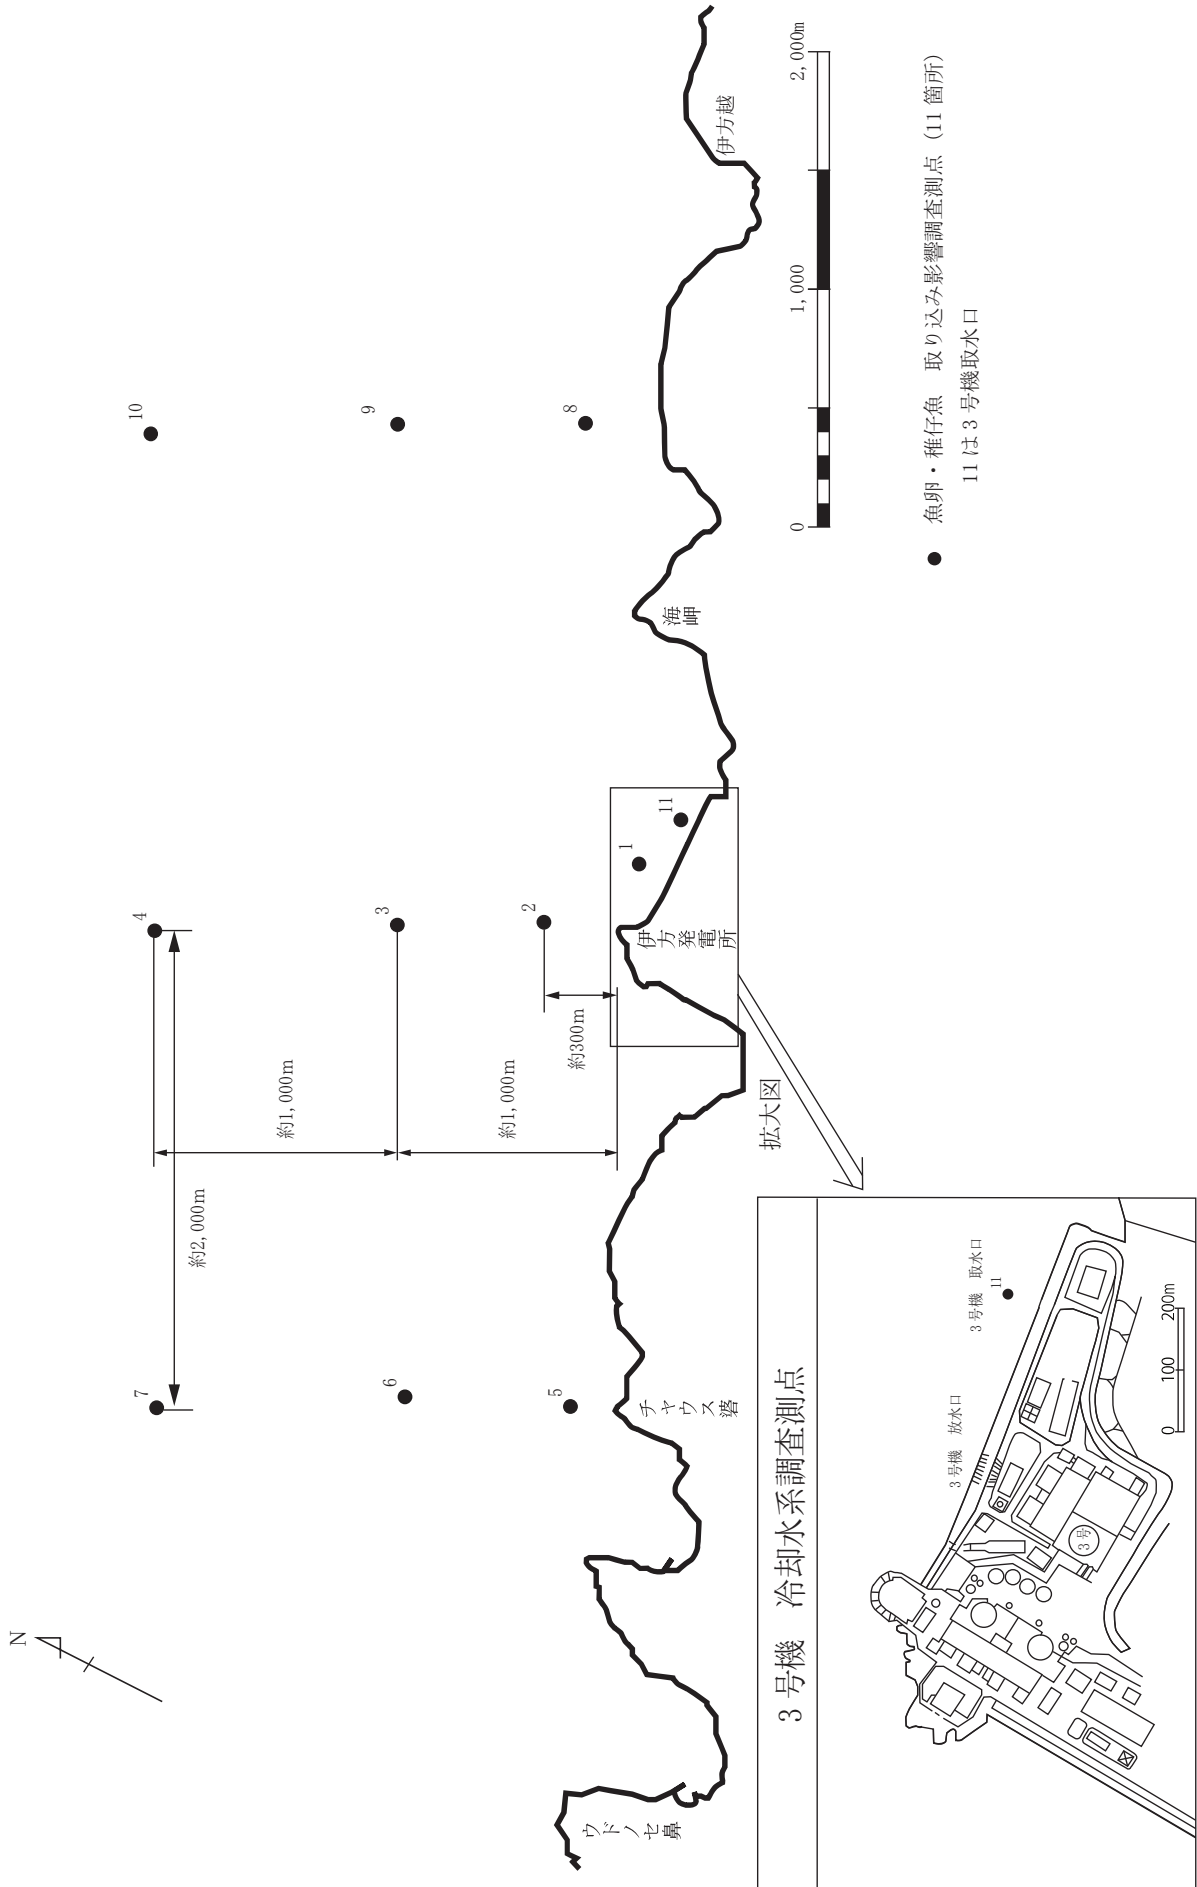 N
10
9
8
4
3
2
1
11
7
6
5
約2,000m
約1,000m
約1,000m
約300m
ウドノセ鼻
チャウス碆
伊方発電所
海岬
伊方越
拡大図
0
1,000
2,000m
● 魚卵・稚仔魚 取り込み影響調査測点 (11 箇所)
11 は 3 号機取水口
3 号機 冷却水系調査測点
3 号機 取水口
11
3 号機 放水口
3 号
0
100
200m